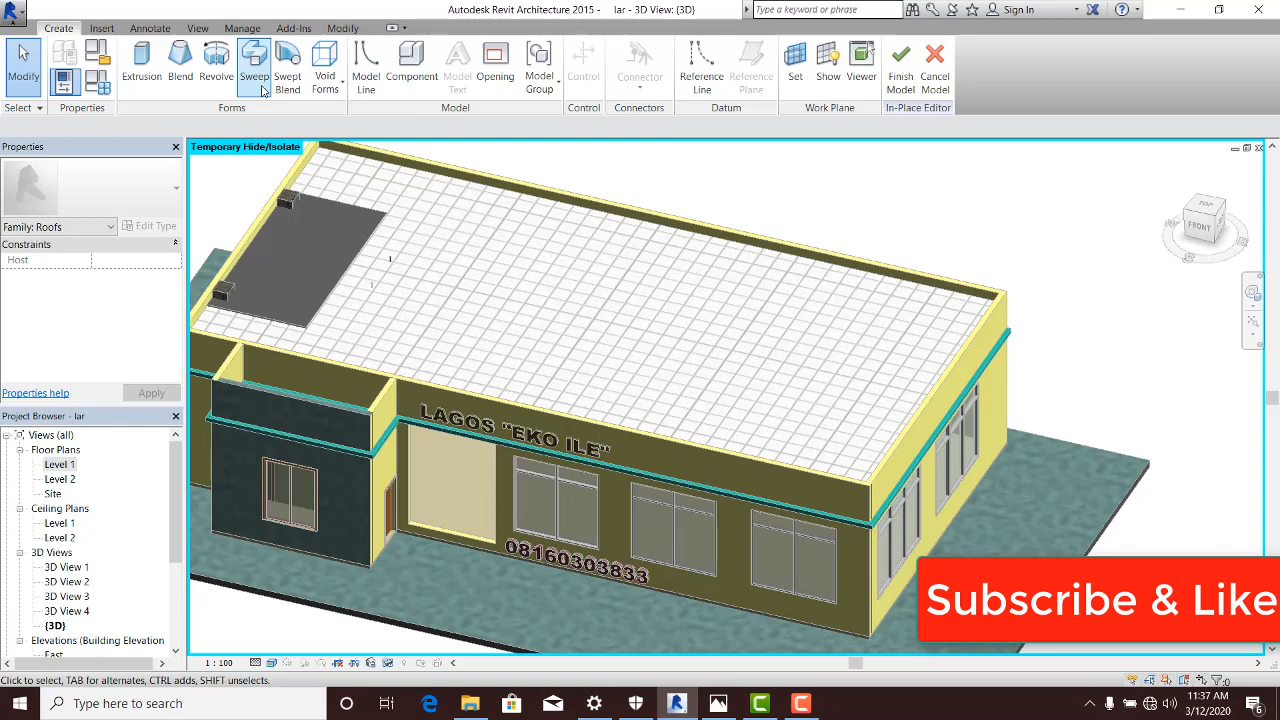 Autodesk Revit Architecture 2015 - lar - 3D View: {3D}
Type a keyword or phrase
Sign In
Create Insert Annotate View Manage Add-Ins Modify
Modify
Extrusion Blend Revolve Sweep Swept Blend Void Forms
Model Line Component Model Text Opening Model Group
Control Connector Reference Line Reference Plane
Set Show Viewer Finish Model Cancel Model
Select Properties Forms Model Control Connectors Datum Work Plane In-Place Editor
Properties
Family: Roofs
Edit Type
Constraints
Host
Properties help
Apply
Project Browser - lar
Views (all)
Floor Plans
Level 1
Level 2
Site
Ceiling Plans
Level 1
Level 2
3D Views
3D View 1
3D View 2
3D View 3
3D View 4
{3D}
Elevations (Building Elevation
East
Temporary Hide/Isolate
TOP
FRONT
LAGOS "EKO ILE"
08160303833
Subscribe & Like
1 : 100
Click to select, TAB for alternates, CTRL adds, SHIFT unselects.
:0
Type here to search
11:37 AM
3/12/2020
6